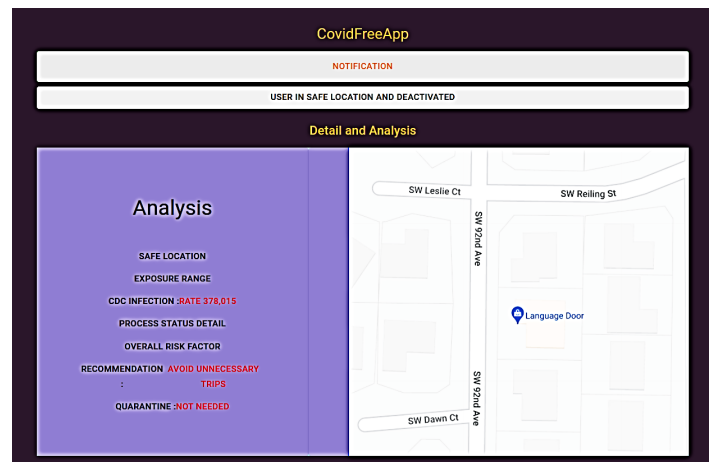 CovidFreeApp
NOTIFICATION
USER IN SAFE LOCATION AND DEACTIVATED
Detail and Analysis
Analysis
SAFE LOCATION
EXPOSURE RANGE
CDC INFECTION :RATE 378,015
PROCESS STATUS DETAIL
OVERALL RISK FACTOR
RECOMMENDATION AVOID UNNECESSARY
: TRIPS
QUARANTINE :NOT NEEDED
SW Leslie Ct
SW Reiling St
SW 92nd Ave
Language Door
SW 92nd Ave
SW Dawn Ct